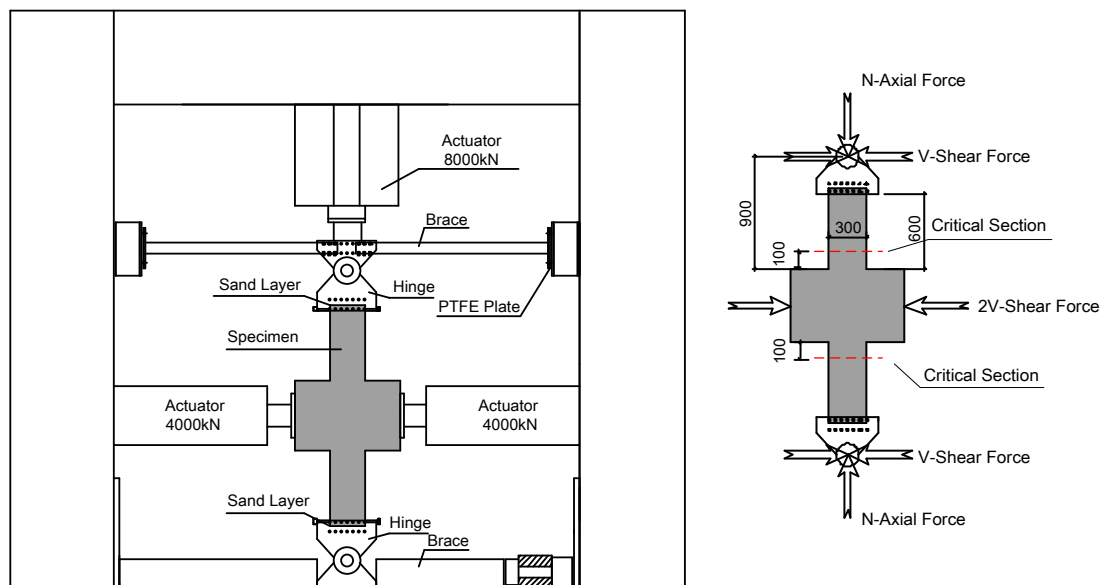 Actuator
8000kN
Brace
Sand Layer
Hinge
PTFE Plate
Specimen
Actuator
4000kN
Actuator
4000kN
Sand Layer
Hinge
Brace
N-Axial Force
V-Shear Force
900
300
600
100
Critical Section
2V-Shear Force
100
Critical Section
V-Shear Force
N-Axial Force